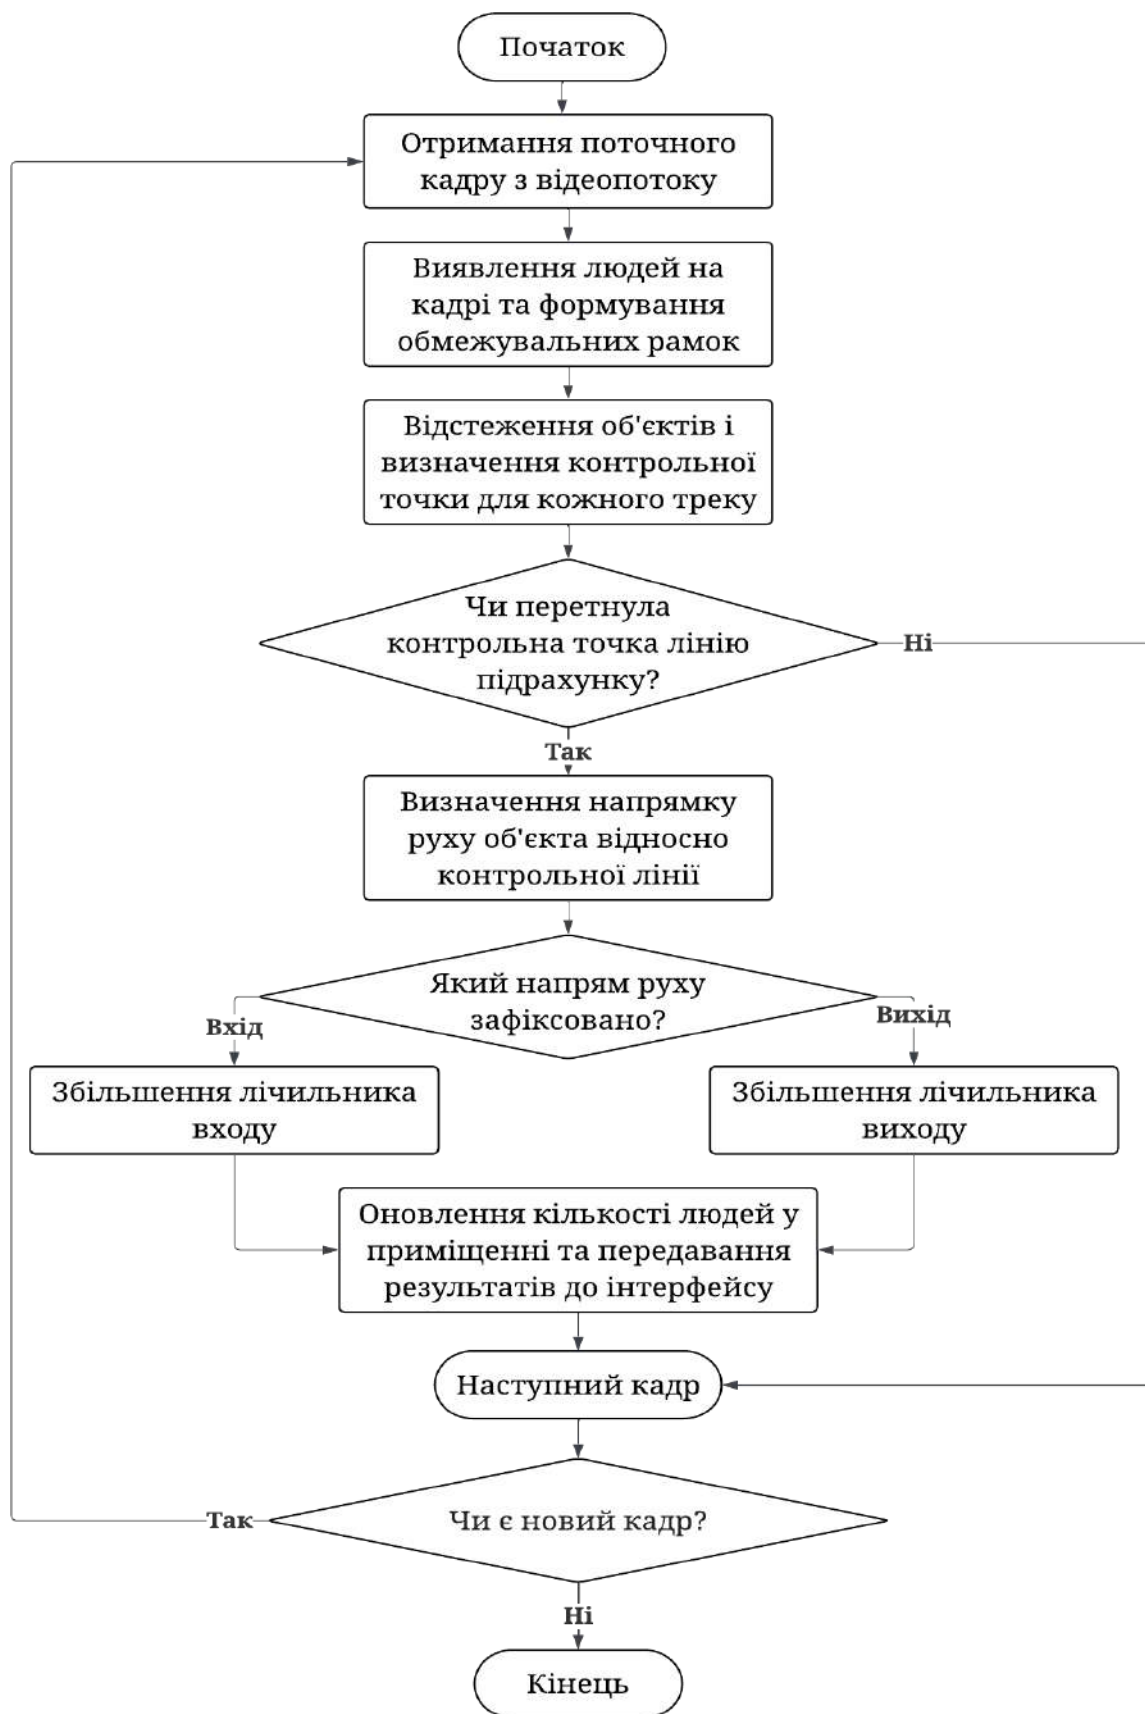 Початок
Отримання поточного
кадру з відеопотоку
Виявлення людей на
кадрі та формування
обмежувальних рамок
Відстеження об'єктів і
визначення контрольної
точки для кожного треку
Чи перетнула
контрольна точка лінію
підрахунку?
Ні
Так
Визначення напрямку
руху об'єкта відносно
контрольної лінії
Який напрям руху
зафіксовано?
Вхід
Вихід
Збільшення лічильника
входу
Збільшення лічильника
виходу
Оновлення кількості людей у
приміщенні та передавання
результатів до інтерфейсу
Наступний кадр
Чи є новий кадр?
Так
Ні
Кінець